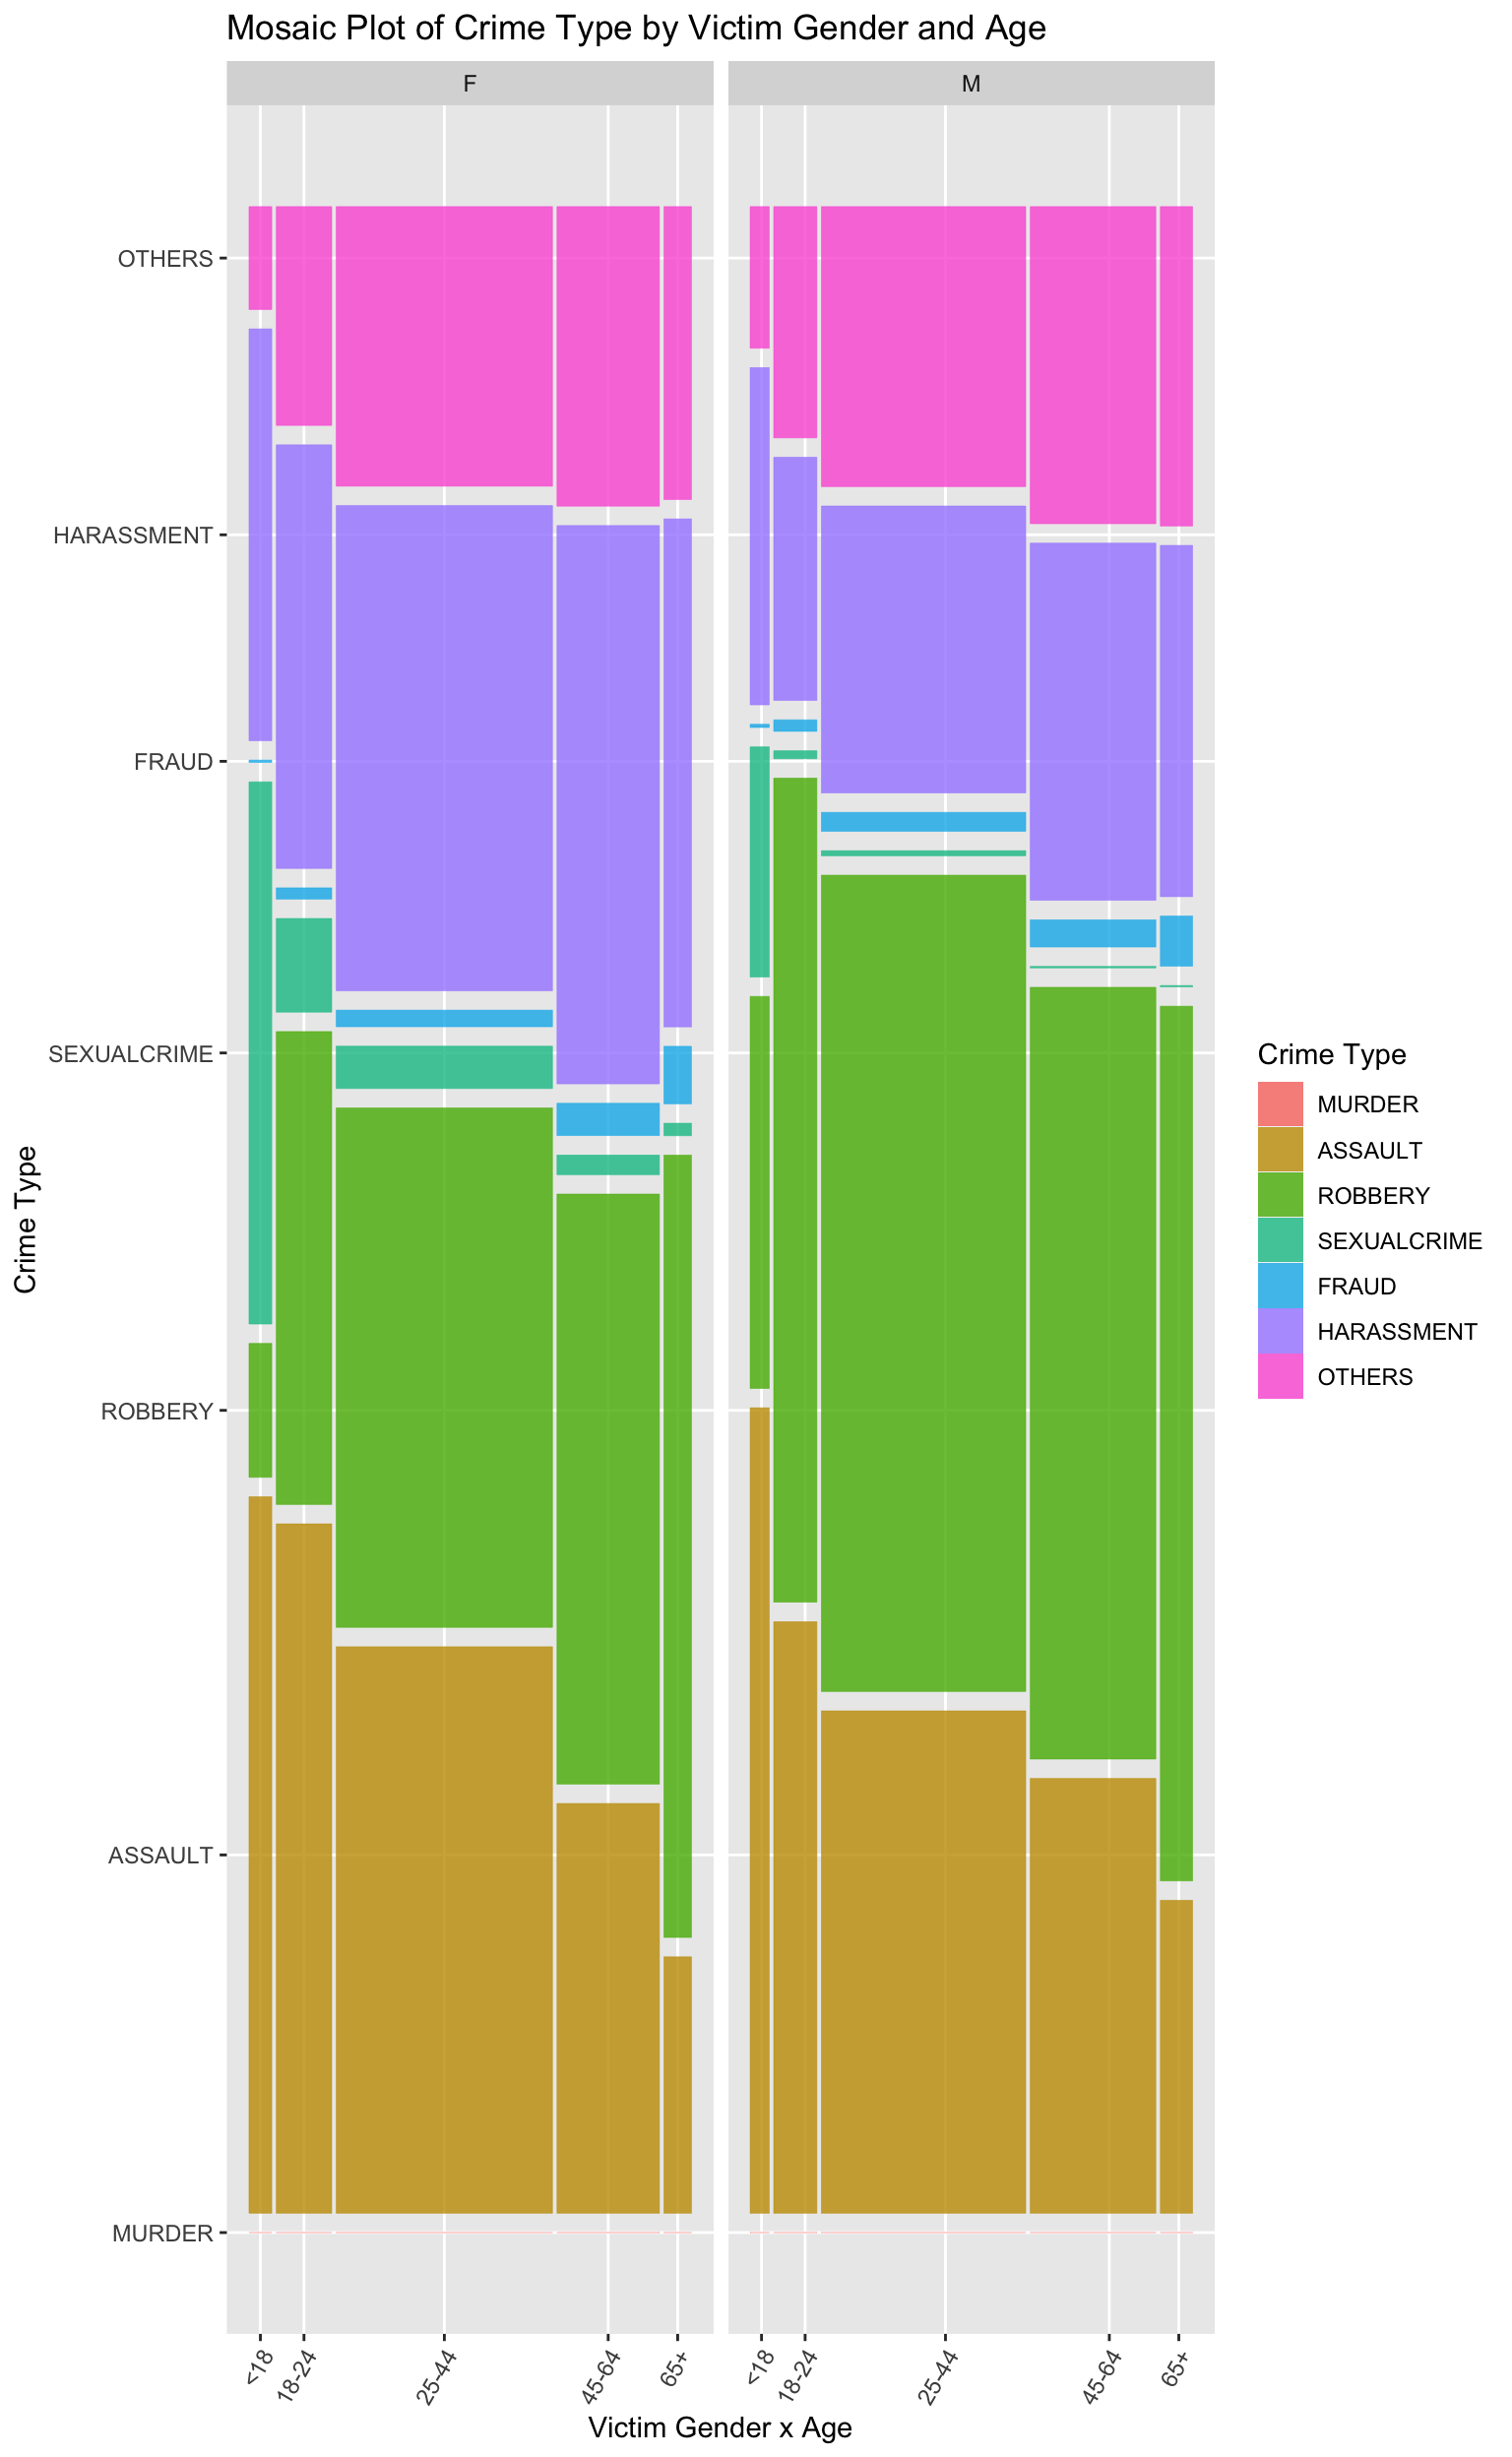 Mosaic Plot of Crime Type by Victim Gender and Age
F
M
OTHERS
HARASSMENT
FRAUD
SEXUALCRIME
ROBBERY
ASSAULT
MURDER
Crime Type
<18
18-24
25-44
45-64
65+
<18
18-24
25-44
45-64
65+
Victim Gender x Age
Crime Type
MURDER
ASSAULT
ROBBERY
SEXUALCRIME
FRAUD
HARASSMENT
OTHERS